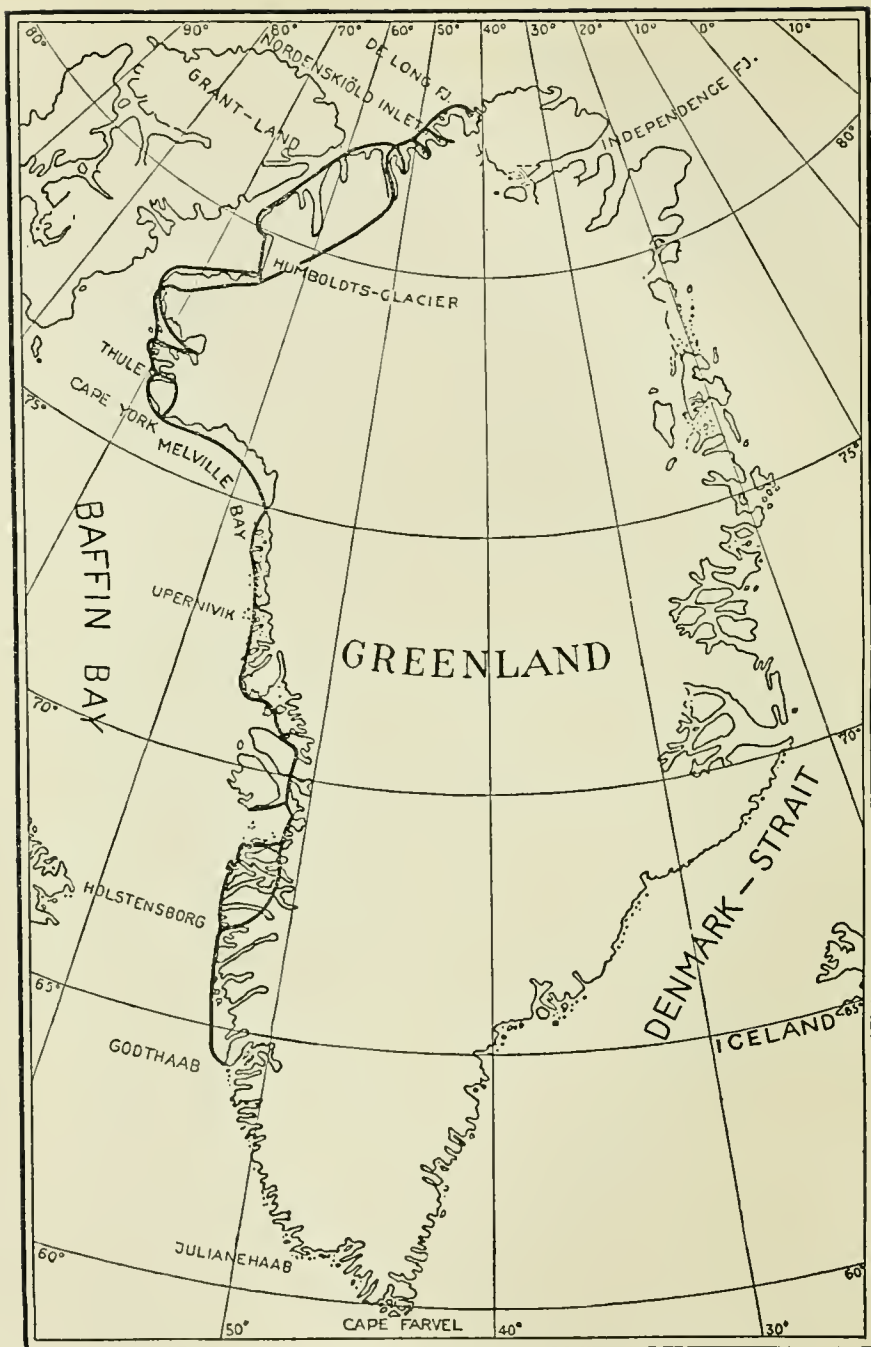 80°
90°
80°
70°
60°
50°
40°
30°
20°
10°
0°
10°
NORDENSKIÖLD INLET
DE LONG FJ.
GRANT-LAND
INDEPENDENCE FJ.
80°
HUMBOLDTS-GLACIER
THULE
CAPE YORK
MELVILLE
BAY
75°
75°
BAFFIN BAY
UPERNIVIK
GREENLAND
70°
70°
HOLSTENSBORG
DENMARK-STRAIT
65°
65°
ICELAND
GODTHAAB
60°
60°
JULIANEHAAB
CAPE FARVEL
50°
40°
30°